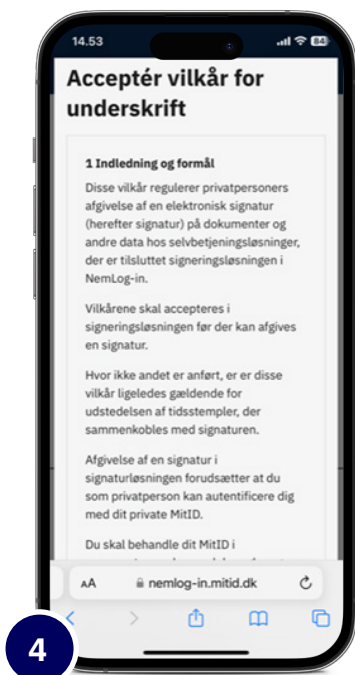 14.53
84
Acceptér vilkår for
underskrift
1 Indledning og formål
Disse vilkår regulerer privatpersoners
afgivelse af en elektronisk signatur
(herefter signatur) på dokumenter og
andre data hos selvbetjeningsløsninger,
der er tilsluttet signeringsløsningen i
NemLog-in.
Vilkårene skal accepteres i
signeringsløsningen før der kan afgives
en signatur.
Hvor ikke andet er anført, er er disse
vilkår ligeledes gældende for
udstedelsen af tidsstempler, der
sammenkobles med signaturen.
Afgivelse af en signatur i
signaturløsningen forudsætter at du
som privatperson kan autentificere dig
med dit private MitID.
Du skal behandle dit MitID i
AA nemlog-in.mitid.dk
4